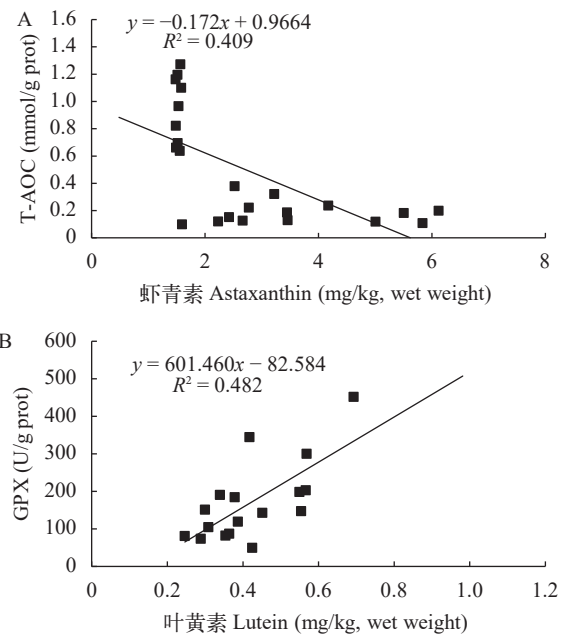 A
y = −0.172x + 0.9664
R² = 0.409
T-AOC (mmol/g prot)
1.6
1.4
1.2
1.0
0.8
0.6
0.4
0.2
0
0 2 4 6 8
虾青素 Astaxanthin (mg/kg, wet weight)
B
y = 601.460x − 82.584
R² = 0.482
GPX (U/g prot)
600
500
400
300
200
100
0
0 0.2 0.4 0.6 0.8 1.0 1.2
叶黄素 Lutein (mg/kg, wet weight)